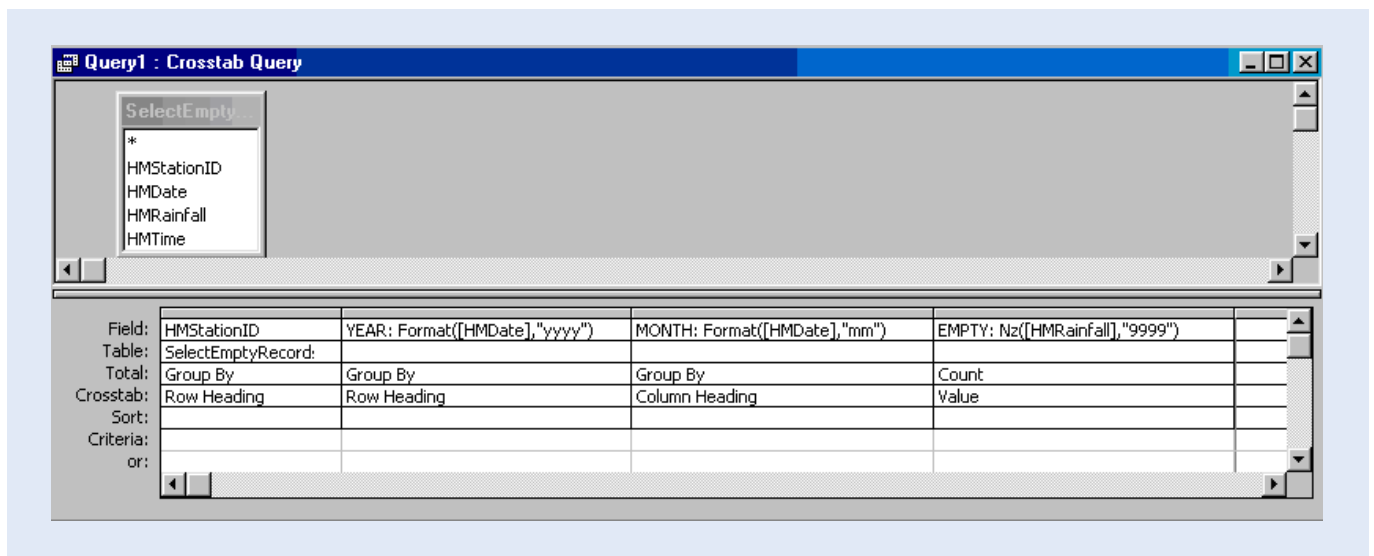 Query1 : Crosstab Query
SelectEmpty...
*
HMStationID
HMDate
HMRainfall
HMTime
Field: HMStationID YEAR: Format([HMDate],"yyyy") MONTH: Format([HMDate],"mm") EMPTY: Nz([HMRainfall],"9999")
Table: SelectEmptyRecord:
Total: Group By Group By Group By Count
Crosstab: Row Heading Row Heading Column Heading Value
Sort:
Criteria:
or: